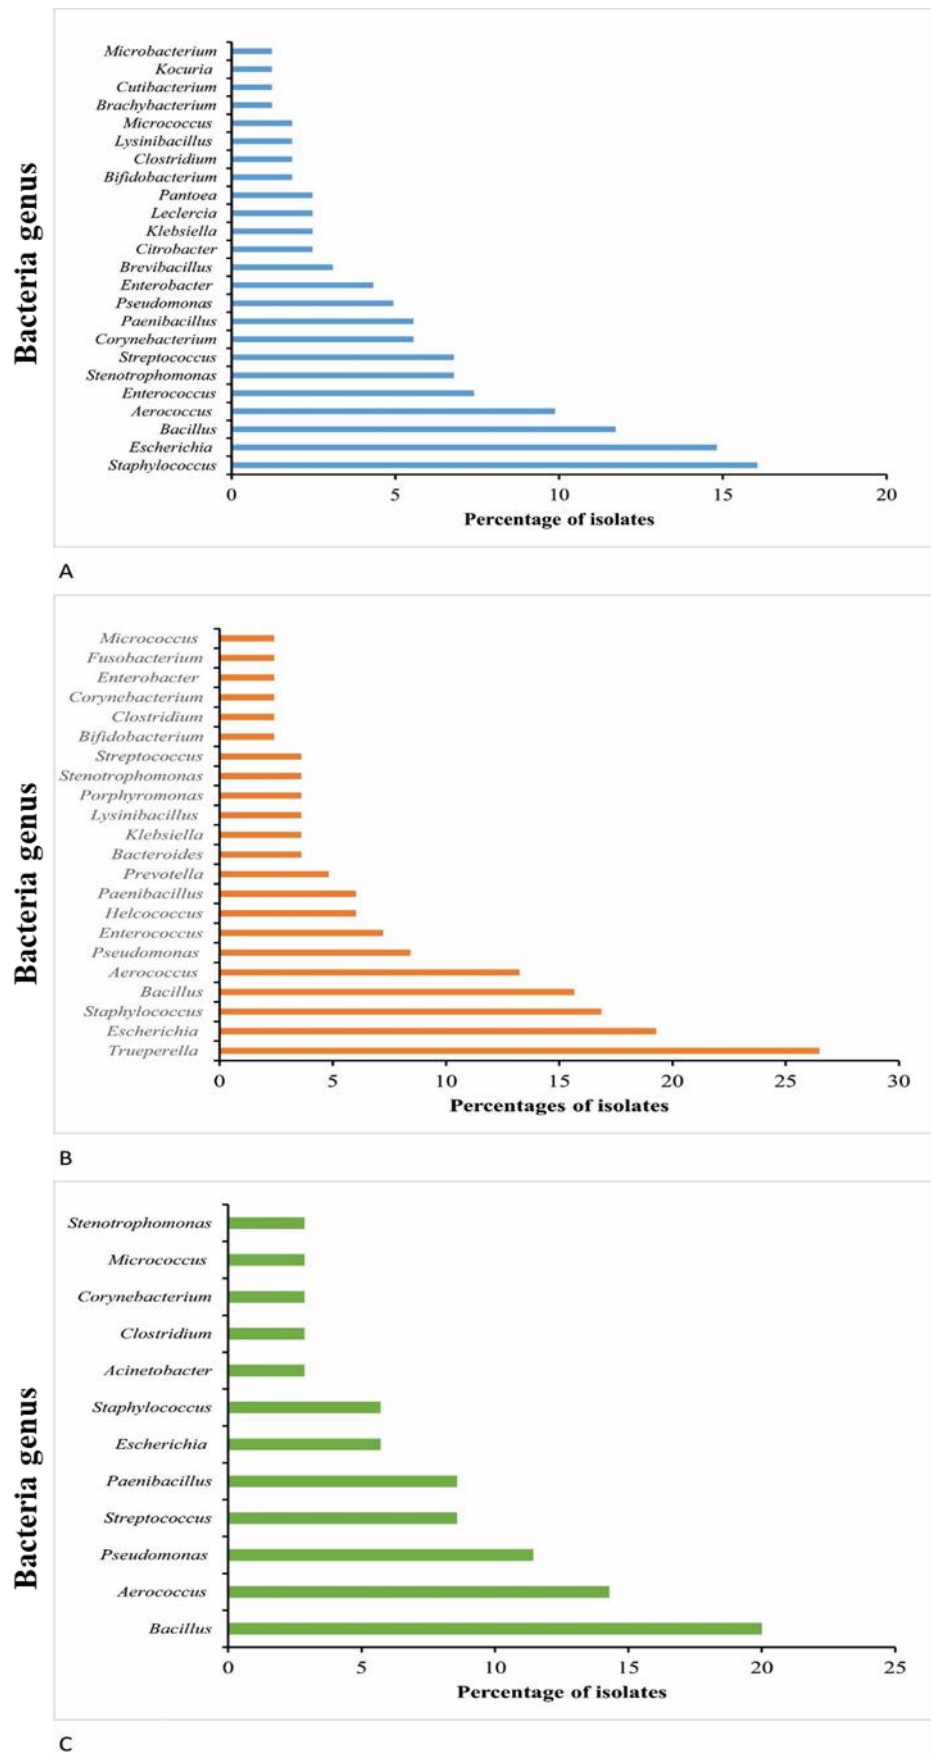 Bacteria genus
Microbacterium
Kocuria
Cutibacterium
Brachybacterium
Micrococcus
Lysinibacillus
Clostridium
Bifidobacterium
Pantoea
Leclercia
Klebsiella
Citrobacter
Brevibacillus
Enterobacter
Pseudomonas
Paenibacillus
Corynebacterium
Streptococcus
Stenotrophomonas
Enterococcus
Aerococcus
Bacillus
Escherichia
Staphylococcus
0 5 10 15 20
Percentage of isolates
A
Bacteria genus
Micrococcus
Fusobacterium
Enterobacter
Corynebacterium
Clostridium
Bifidobacterium
Streptococcus
Stenotrophomonas
Porphyromonas
Lysinibacillus
Klebsiella
Bacteroides
Prevotella
Paenibacillus
Helcococcus
Enterococcus
Pseudomonas
Aerococcus
Bacillus
Staphylococcus
Escherichia
Trueperella
0 5 10 15 20 25 30
Percentages of isolates
B
Bacteria genus
Stenotrophomonas
Micrococcus
Corynebacterium
Clostridium
Acinetobacter
Staphylococcus
Escherichia
Paenibacillus
Streptococcus
Pseudomonas
Aerococcus
Bacillus
0 5 10 15 20 25
Percentage of isolates
C